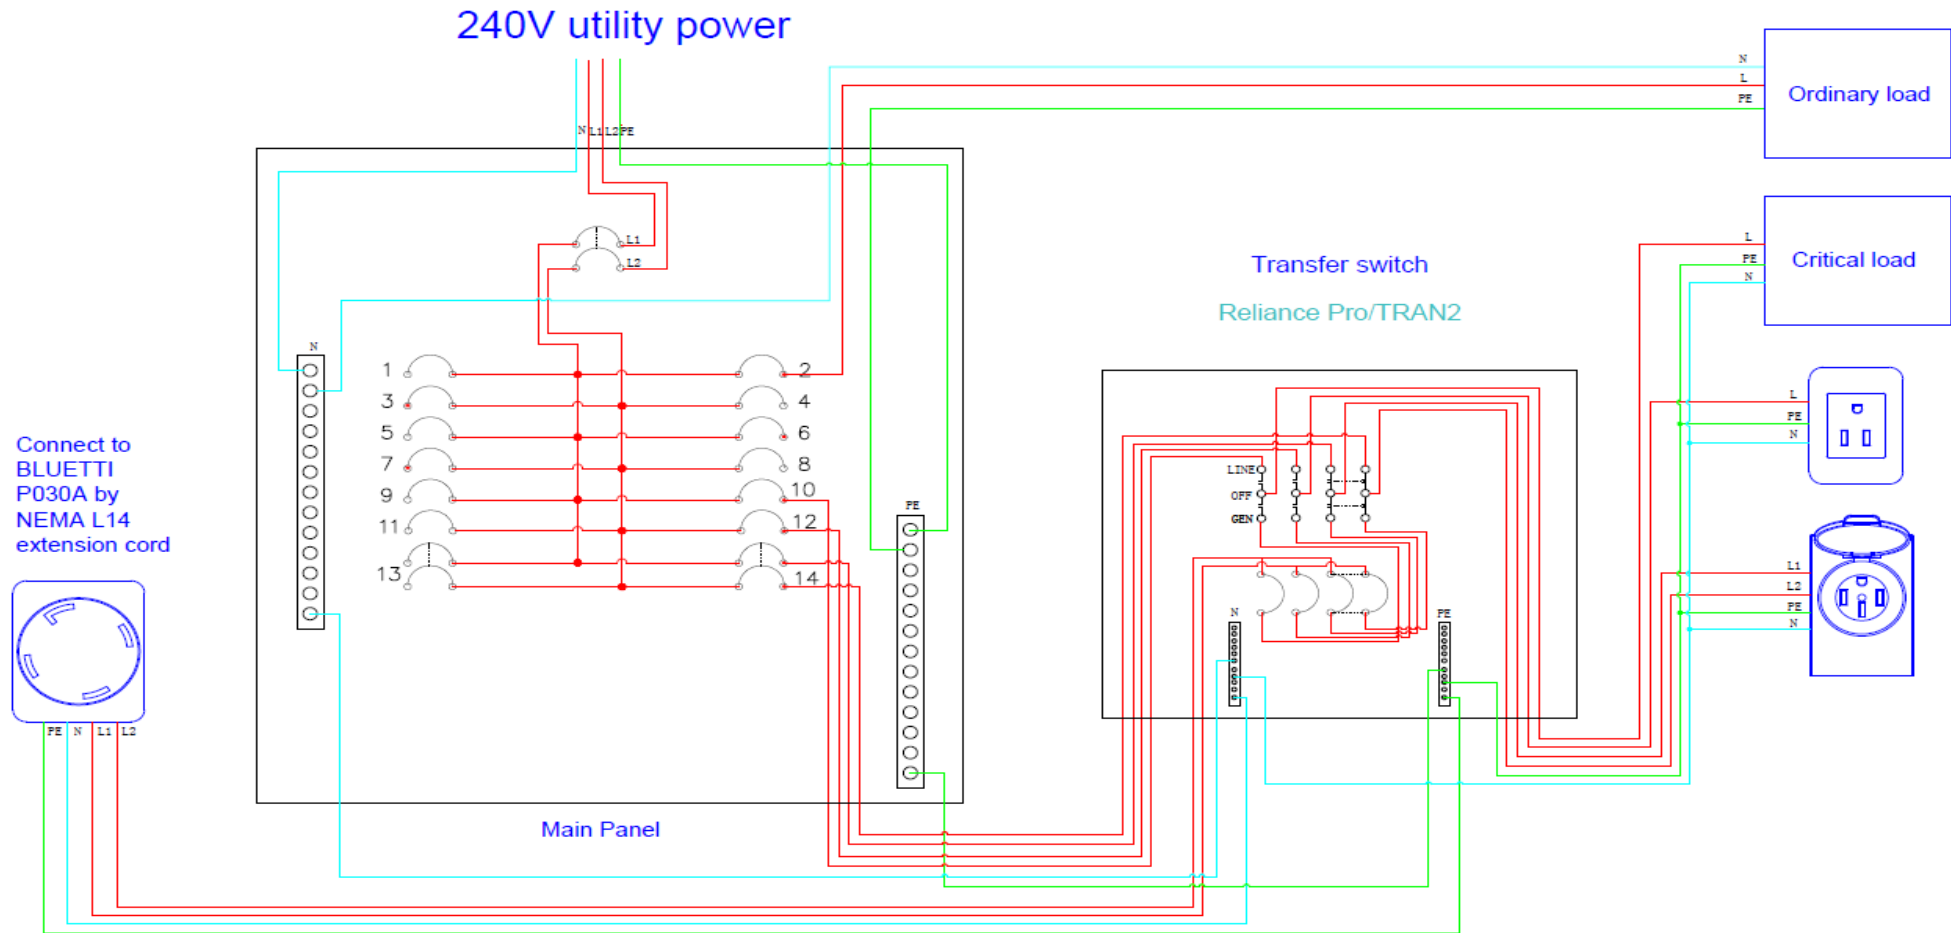 240V utility power
N L1 L2 PE
N
L
PE
Ordinary load
L1
L2
L
PE
N
Critical load
Transfer switch
Reliance Pro/TRAN2
N
1
2
3
4
5
6
7
8
9
10
11
12
13
14
PE
LINE
OFF
GEN
N
PE
L
PE
N
L1
L2
PE
N
Connect to
BLUETTI
P030A by
NEMA L14
extension cord
PE N L1 L2
Main Panel